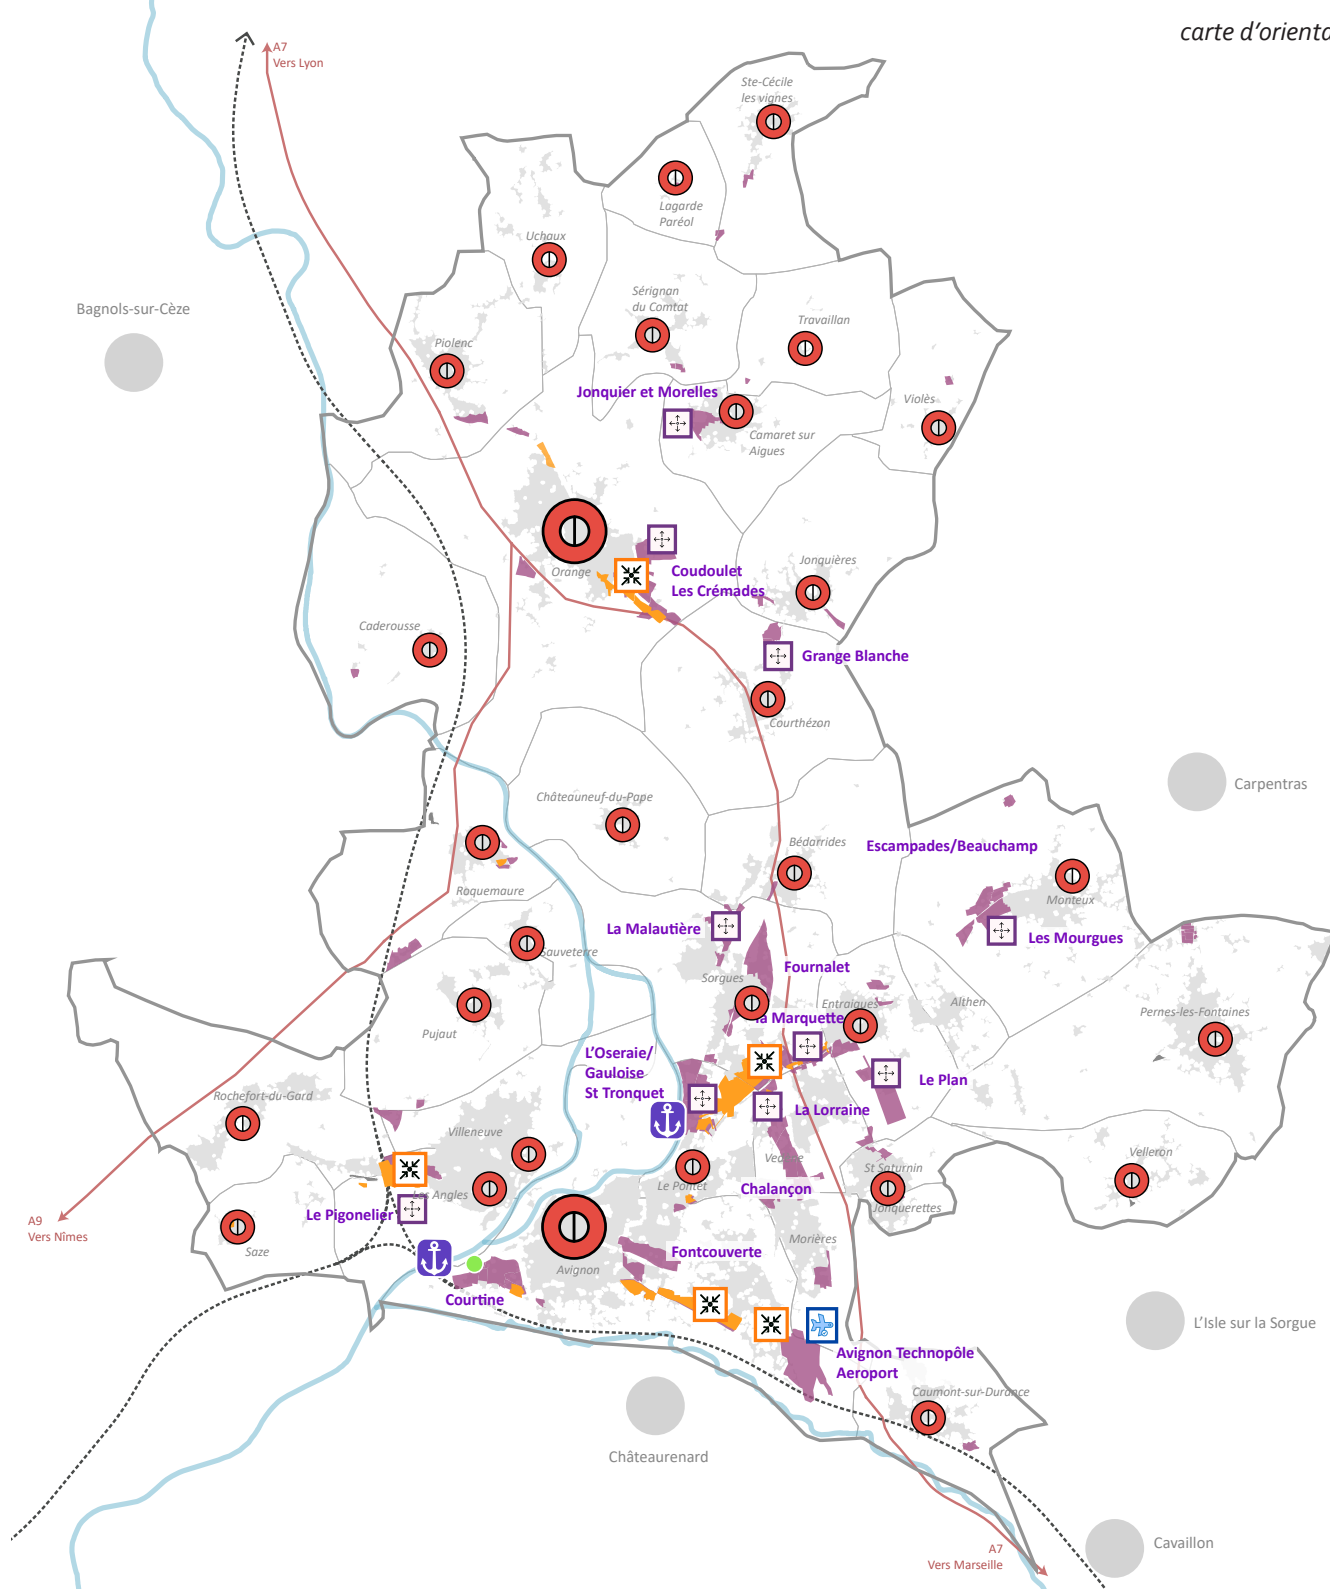 carte d'orienta
A7
Vers Lyon
Ste-Cécile
les vignes
Lagarde
Paréol
Uchaux
Sérignan
du Comtat
Travaillan
Bagnols-sur-Cèze
Piolenc
Jonquier et Morelles
Violès
Camaret sur
Aigues
Orange
Coudoulet
Les Crémades
Jonquières
Caderousse
Grange Blanche
Courthézon
Carpentras
Châteauneuf-du-Pape
Bédarrides
Escampades/Beauchamp
Roquemaure
Monteux
La Malautière
Les Mourgues
Sauveterre
Fournalet
Sorgues
Entraigues
Althen
Pernes-les-Fontaines
la Marquette
Pujaut
L'Oseraie/
Gauloise
St Tronquet
Le Plan
Rochefort-du-Gard
La Lorraine
Villeneuve
Vedène
Velleron
St Saturnin
Le Pontet
Les Angles
Chalançon
Jonquerettes
Le Pigonelier
A9
Vers Nîmes
Saze
Morières
Fontcouverte
Avignon
Courtine
L'Isle sur la Sorgue
Avignon Technopôle
Aeroport
Caumont-sur-Durance
Châteaurenard
Cavaillon
A7
Vers Marseille